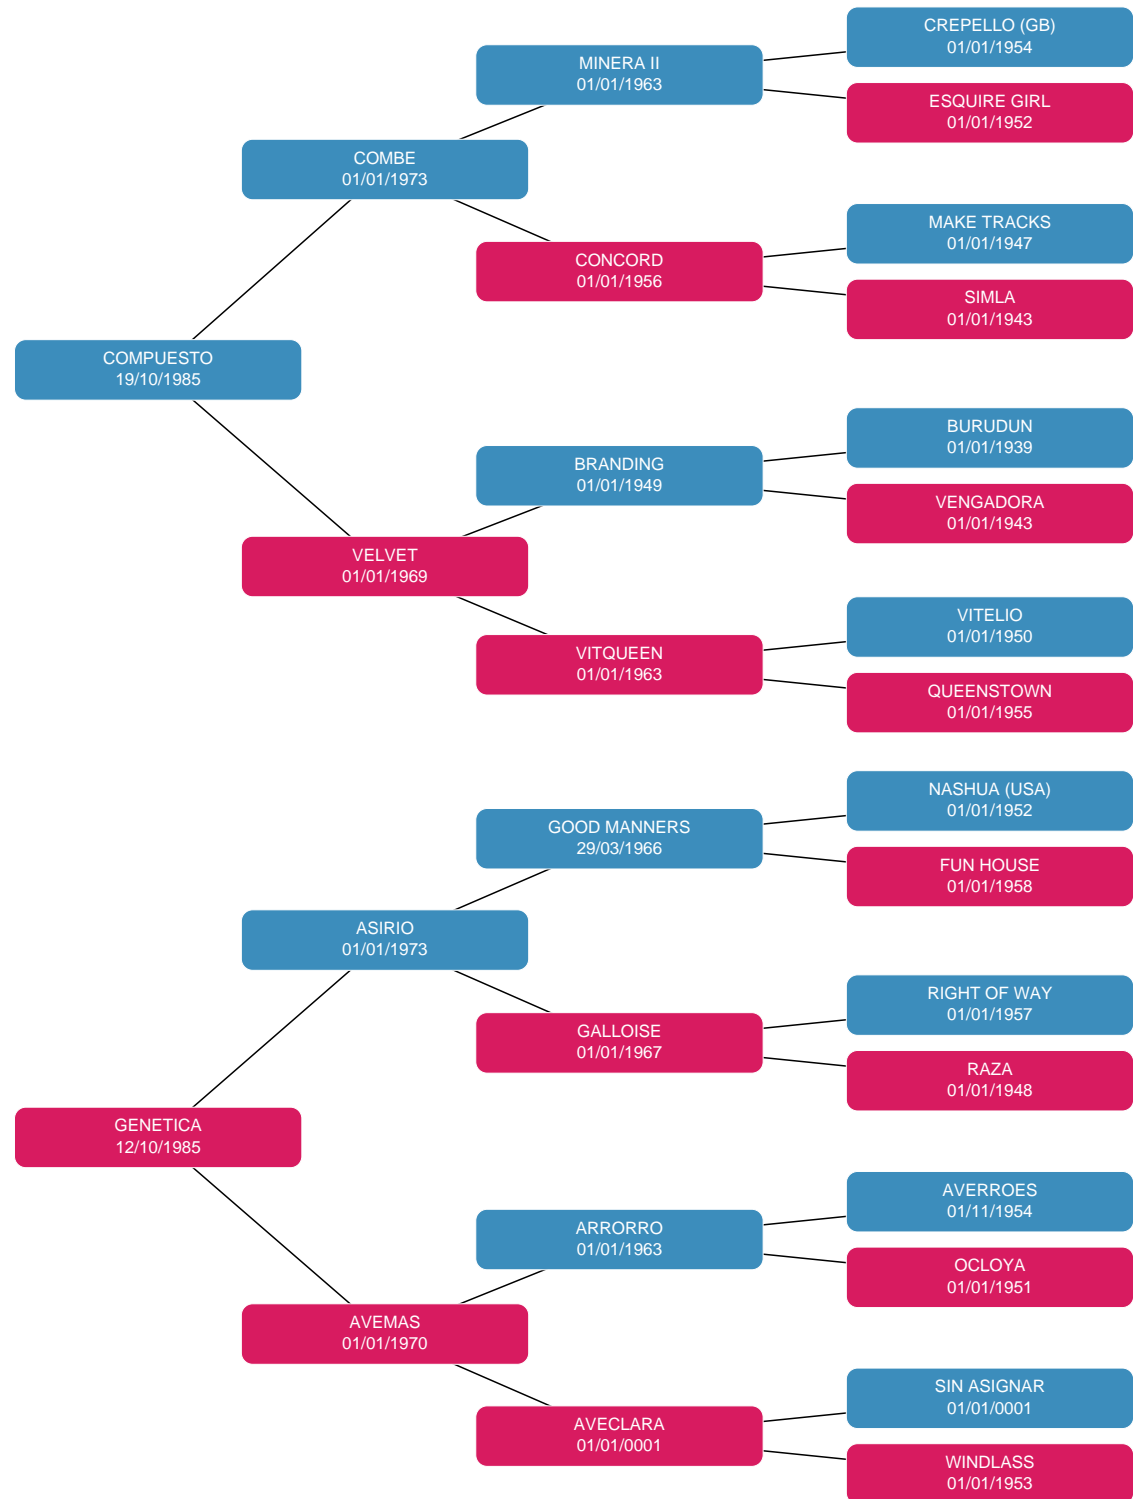 CREPELLO (GB)
01/01/1954
MINERA II
01/01/1963
ESQUIRE GIRL
01/01/1952
COMBE
01/01/1973
MAKE TRACKS
01/01/1947
CONCORD
01/01/1956
SIMLA
01/01/1943
COMPUESTO
19/10/1985
BURUDUN
01/01/1939
BRANDING
01/01/1949
VENGADORA
01/01/1943
VELVET
01/01/1969
VITELIO
01/01/1950
VITQUEEN
01/01/1963
QUEENSTOWN
01/01/1955
NASHUA (USA)
01/01/1952
GOOD MANNERS
29/03/1966
FUN HOUSE
01/01/1958
ASIRIO
01/01/1973
RIGHT OF WAY
01/01/1957
GALLOISE
01/01/1967
RAZA
01/01/1948
GENETICA
12/10/1985
AVERROES
01/11/1954
ARRORRO
01/01/1963
OCLOYA
01/01/1951
AVEMAS
01/01/1970
SIN ASIGNAR
01/01/0001
AVECLARA
01/01/0001
WINDLASS
01/01/1953